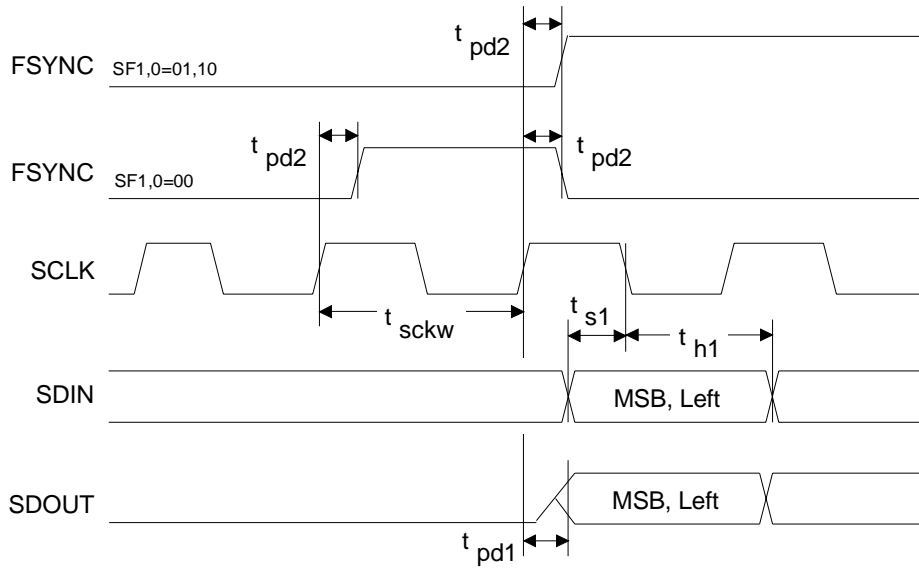 t pd2
FSYNC SF1,0=01,10
t pd2 t pd2
FSYNC SF1,0=00
SCLK
t sckw t s1 t h1
SDIN MSB, Left
SDOUT MSB, Left
t pd1